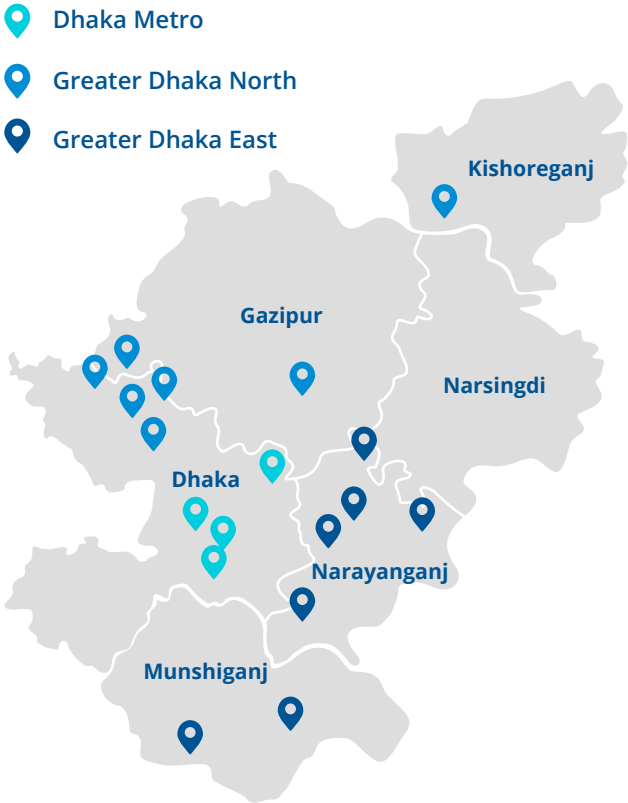 Dhaka Metro
Greater Dhaka North
Greater Dhaka East
Kishoreganj
Gazipur
Narsingdi
Dhaka
Narayanganj
Munshiganj